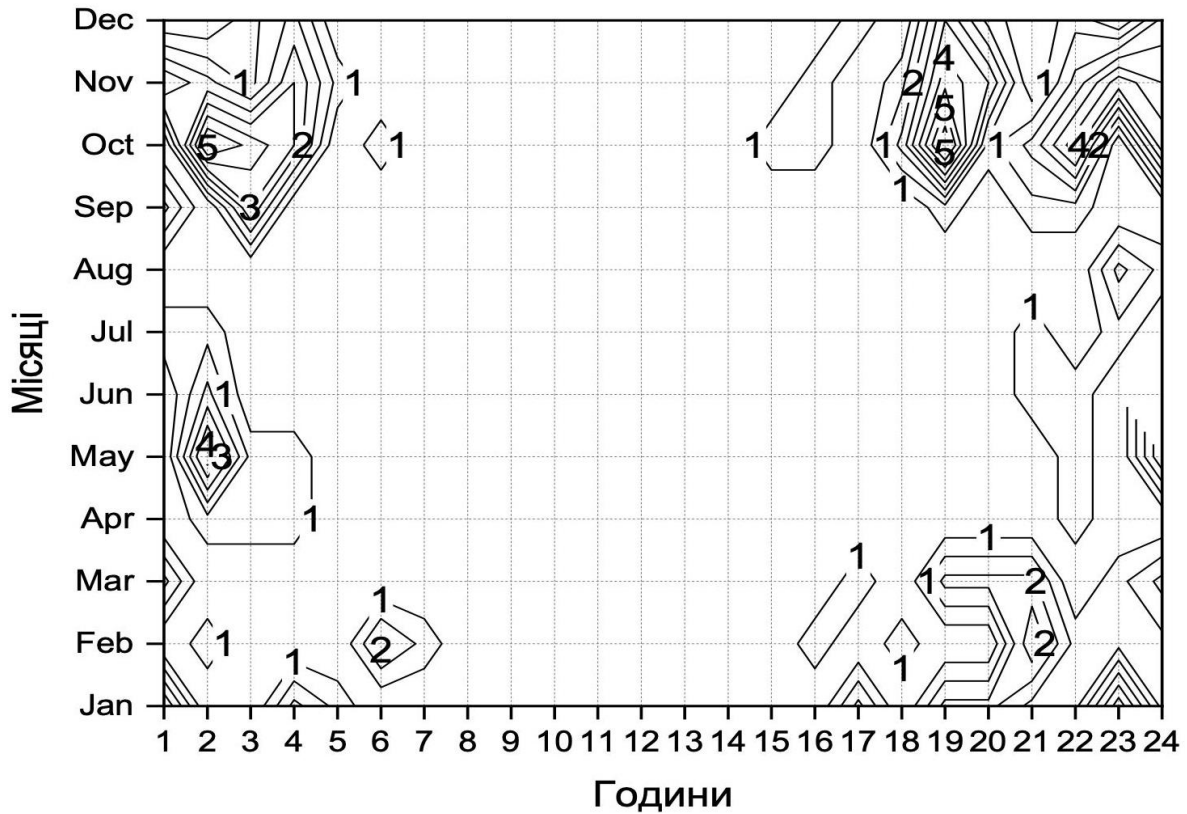 Dec
4
Nov 1 1 2 1
5
Oct 5 2 1 1 1 5 1 4 2
Sep 3 1
Aug
1
Jul
Jun 1
4
May 3
Apr 1
1
1
Mar 1 2
1
Feb 1 2 2
1 1
Jan
1 2 3 4 5 6 7 8 9 10 11 12 13 14 15 16 17 18 19 20 21 22 23 24
Години
Місяці